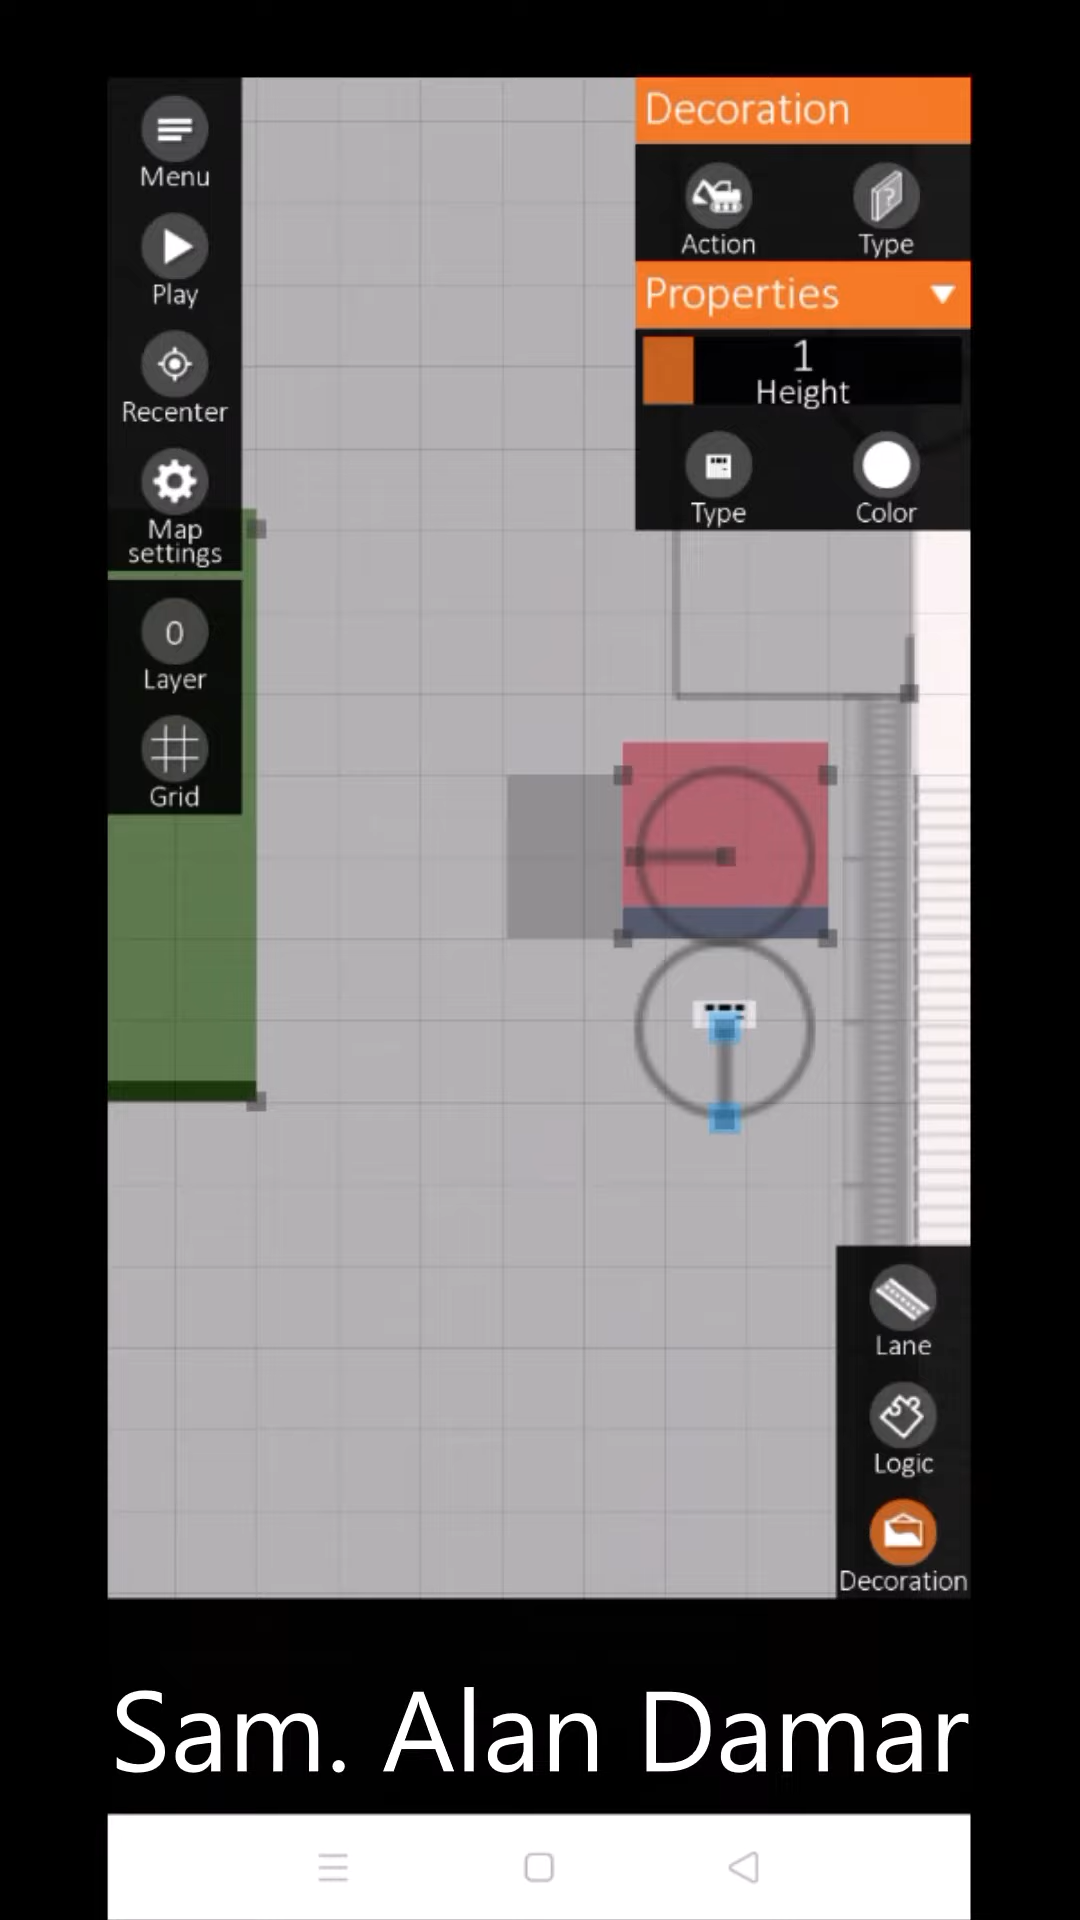 Menu
Play
Recenter
Map
settings
0
Layer
Grid
Decoration
Action
Type
Properties
1
Height
Type
Color
Lane
Logic
Decoration
Sam. Alan Damar